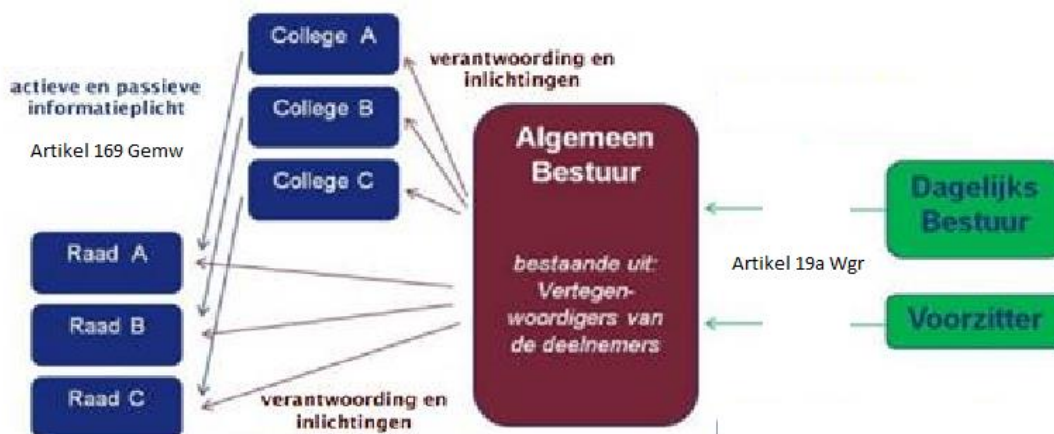 College A
verantwoording en
inlichtingen
actieve en passieve
informatieplicht
College B
Artikel 169 Gemw
College C
Algemeen
Bestuur
bestaande uit:
Vertegen-
woordigers van
de deelnemers
Dagelijks
Bestuur
Artikel 19a Wgr
Voorzitter
Raad A
Raad B
Raad C
verantwoording en
inlichtingen